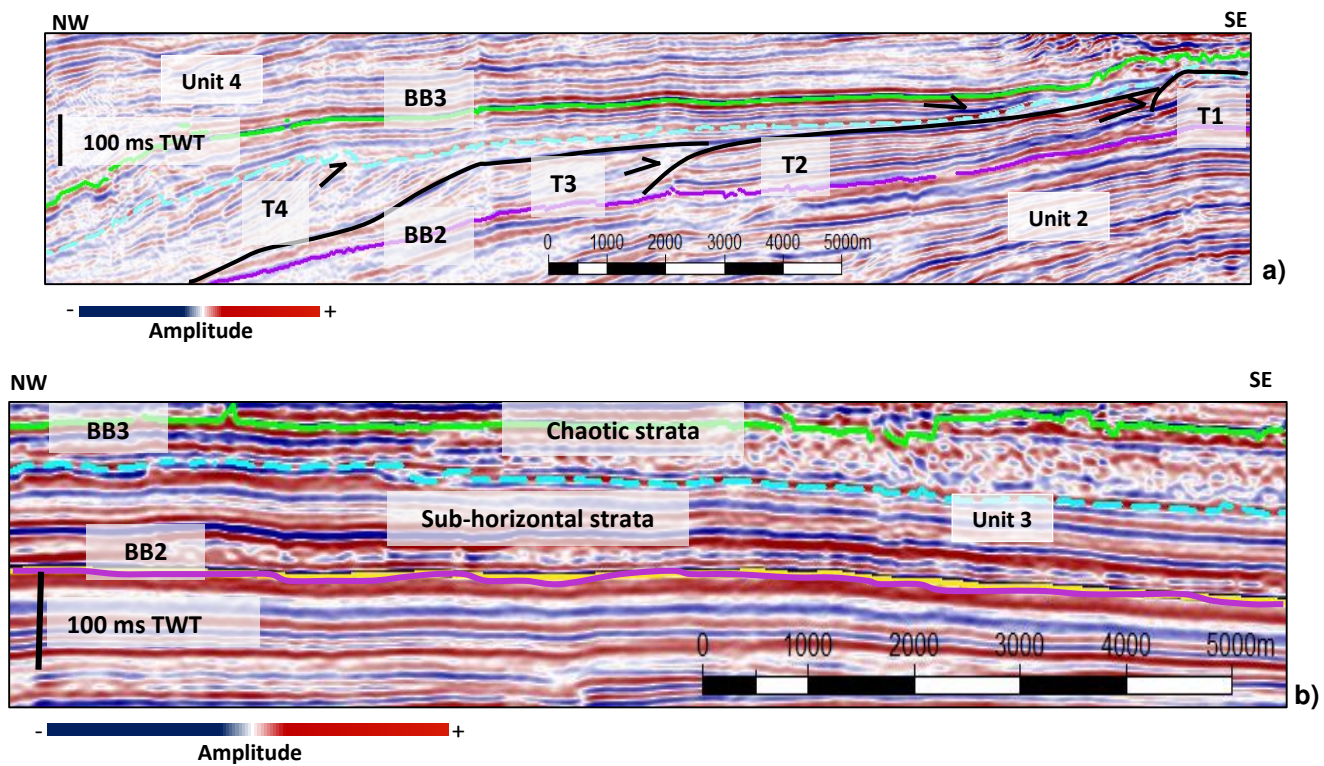 NW SE
Unit 4
BB3
100 ms TWT
T1
T2
T3
T4
BB2
Unit 2
0 1000 2000 3000 4000 5000m
a)
- +
Amplitude
NW SE
BB3
Chaotic strata
Sub-horizontal strata
Unit 3
BB2
100 ms TWT
0 1000 2000 3000 4000 5000m
b)
- +
Amplitude